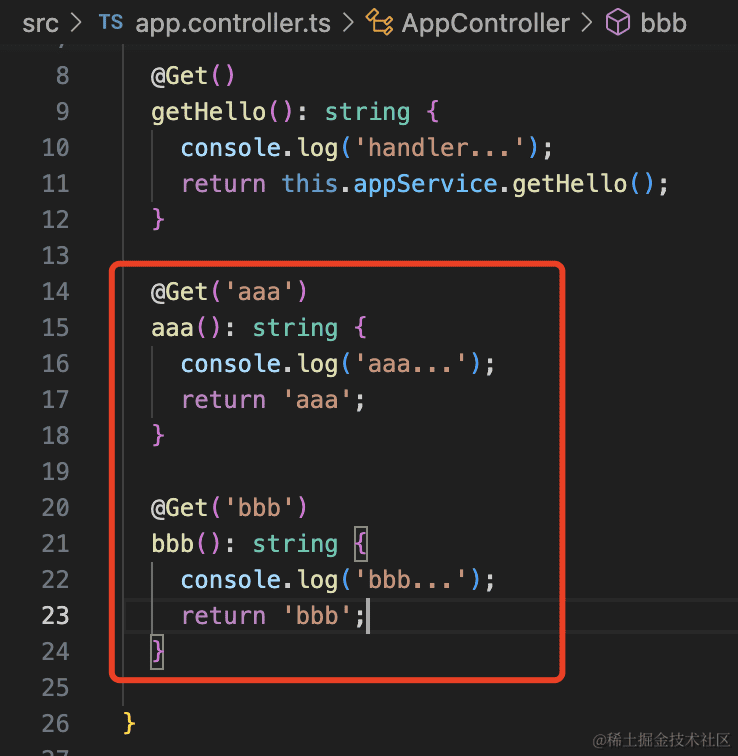 src > TS app.controller.ts > AppController > bbb
8 @Get()
9 getHello(): string {
10 console.log('handler...');
11 return this.appService.getHello();
12 }
13
14 @Get('aaa')
15 aaa(): string {
16 console.log('aaa...');
17 return 'aaa';
18 }
19
20 @Get('bbb')
21 bbb(): string {
22 console.log('bbb...');
23 return 'bbb';
24 }
25
26 }
@稀土掘金技术社区